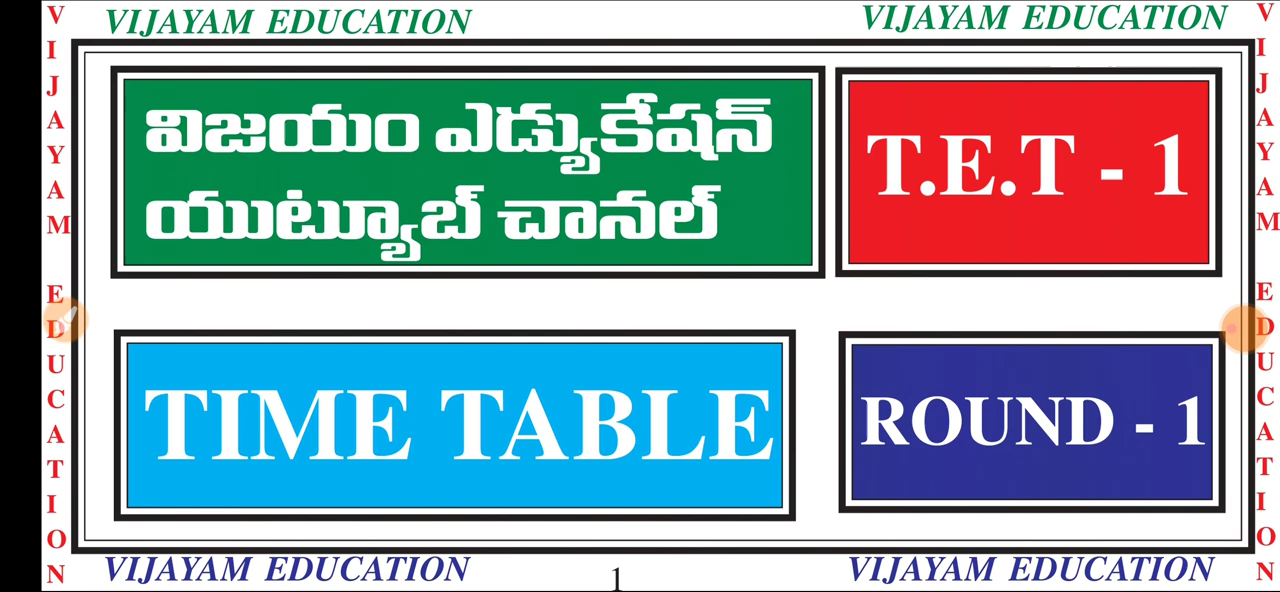 VIJAYAM EDUCATION
VIJAYAM EDUCATION
VIJAYAM EDUCATION
విజయం ఎడ్యుకేషన్
యుట్యూబ్ చానల్
T.E.T - 1
TIME TABLE
ROUND - 1
VIJAYAM EDUCATION
VIJAYAM EDUCATION
VIJAYAM EDUCATION
1